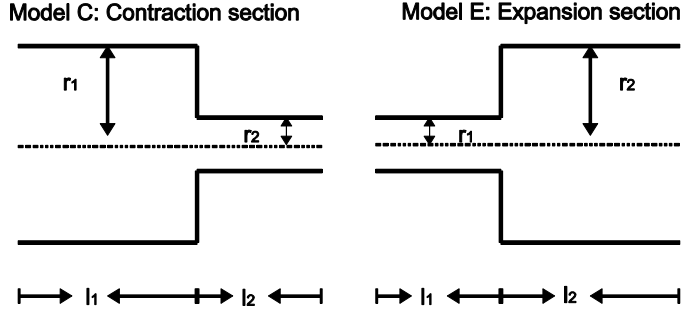 Model C: Contraction section
Model E: Expansion section
r1
r2
r1
r2
l1
l2
l1
l2